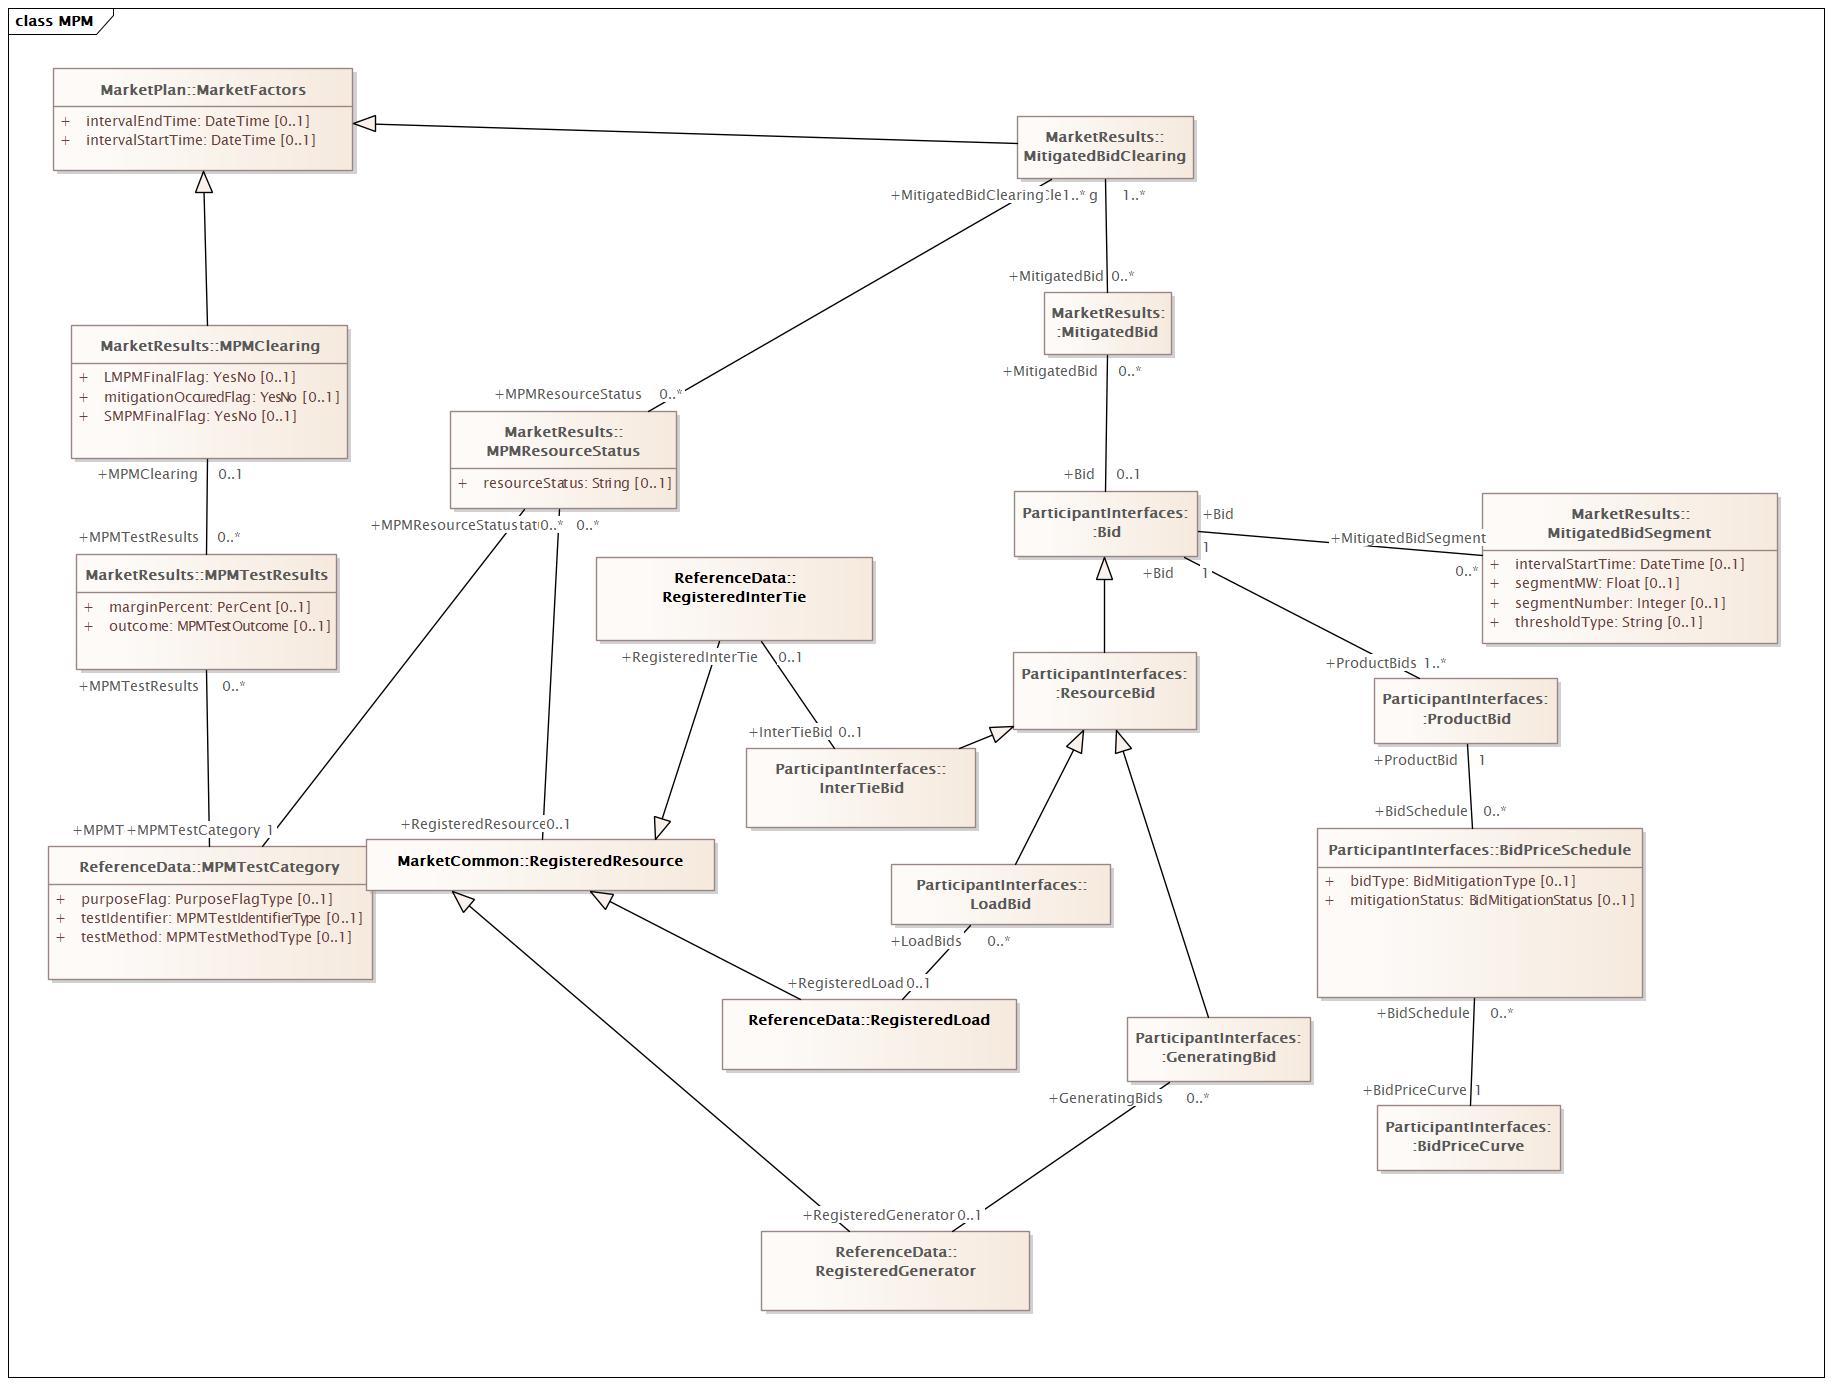 class MPM
MarketPlan::MarketFactors
+ intervalEndTime: DateTime [0..1]
+ intervalStartTime: DateTime [0..1]
MarketResults::
MitigatedBidClearing
+MitigatedBidClearing 1..* g 1..*
+MitigatedBid 0..*
MarketResults:
:MitigatedBid
+MitigatedBid 0..*
MarketResults::MPMClearing
+ LMPMFinalFlag: YesNo [0..1]
+ mitigationOccuredFlag: YesNo [0..1]
+ SMPMFinalFlag: YesNo [0..1]
+MPMClearing 0..1
+MPMResourceStatus 0..*
MarketResults::
MPMResourceStatus
+ resourceStatus: String [0..1]
+MPMResourceStatus 0..* 0..*
+Bid 0..1
ParticipantInterfaces:
:Bid
+Bid
1
+Bid 1
+MitigatedBidSegment
0..*
MarketResults::
MitigatedBidSegment
+ intervalStartTime: DateTime [0..1]
+ segmentMW: Float [0..1]
+ segmentNumber: Integer [0..1]
+ thresholdType: String [0..1]
+MPMTestResults 0..*
MarketResults::MPMTestResults
+ marginPercent: PerCent [0..1]
+ outcome: MPMTestOutcome [0..1]
+MPMTestResults 0..*
ReferenceData::
RegisteredInterTie
+RegisteredInterTie 0..1
ParticipantInterfaces:
:ResourceBid
+ProductBids 1..*
ParticipantInterfaces:
:ProductBid
+ProductBid 1
+InterTieBid 0..1
ParticipantInterfaces::
InterTieBid
+BidSchedule 0..*
ParticipantInterfaces::BidPriceSchedule
+ bidType: BidMitigationType [0..1]
+ mitigationStatus: BidMitigationStatus [0..1]
+BidSchedule 0..*
+MPMT +MPMTestCategory 1
ReferenceData::MPMTestCategory
+ purposeFlag: PurposeFlagType [0..1]
+ testIdentifier: MPMTestIdentifierType [0..1]
+ testMethod: MPMTestMethodType [0..1]
+RegisteredResource 0..1
MarketCommon::RegisteredResource
ParticipantInterfaces::
LoadBid
+LoadBids 0..*
+RegisteredLoad 0..1
ReferenceData::RegisteredLoad
ParticipantInterfaces:
:GeneratingBid
+GeneratingBids 0..*
+BidPriceCurve 1
ParticipantInterfaces:
:BidPriceCurve
+RegisteredGenerator 0..1
ReferenceData::
RegisteredGenerator